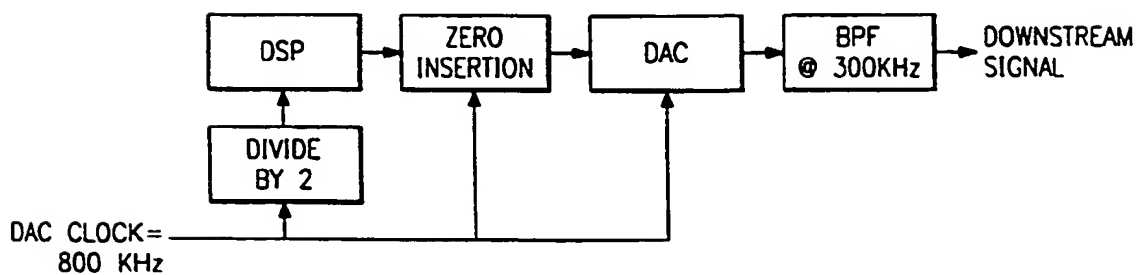 DSP
ZERO
INSERTION
DAC
BPF
@ 300KHz
DOWNSTREAM
SIGNAL
DIVIDE
BY 2
DAC CLOCK=
800 KHz